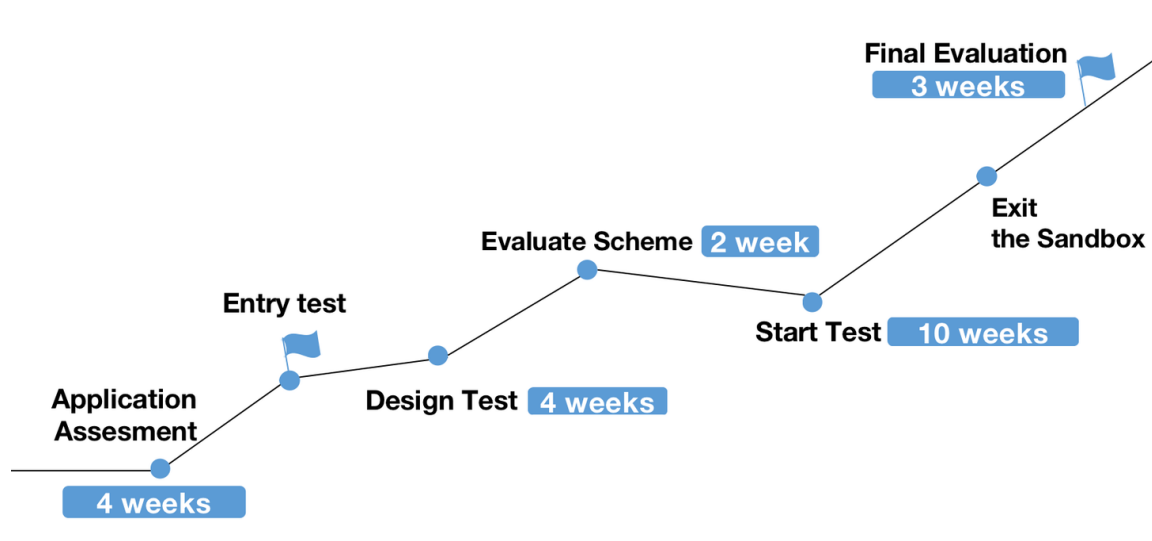 Final Evaluation
3 weeks
Exit
the Sandbox
Evaluate Scheme 2 week
Entry test
Start Test 10 weeks
Application
Assesment
Design Test 4 weeks
4 weeks